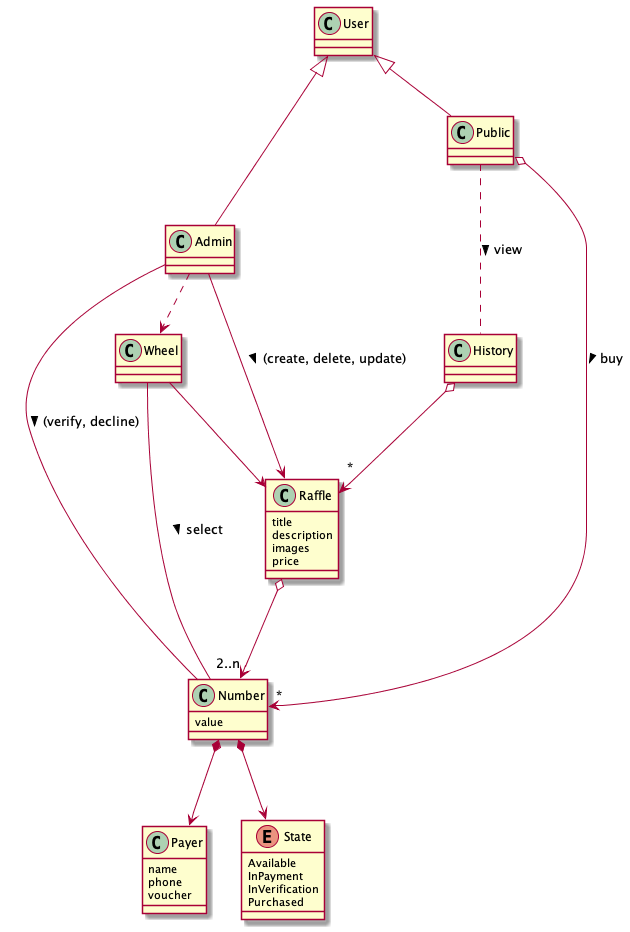 C User
C Public
C Admin
view
C Wheel
(create, delete, update)
C History
buy
(verify, decline)
*
C Raffle
title
description
images
price
select
2..n
C Number
*
value
C Payer
name
phone
voucher
E State
Available
InPayment
InVerification
Purchased